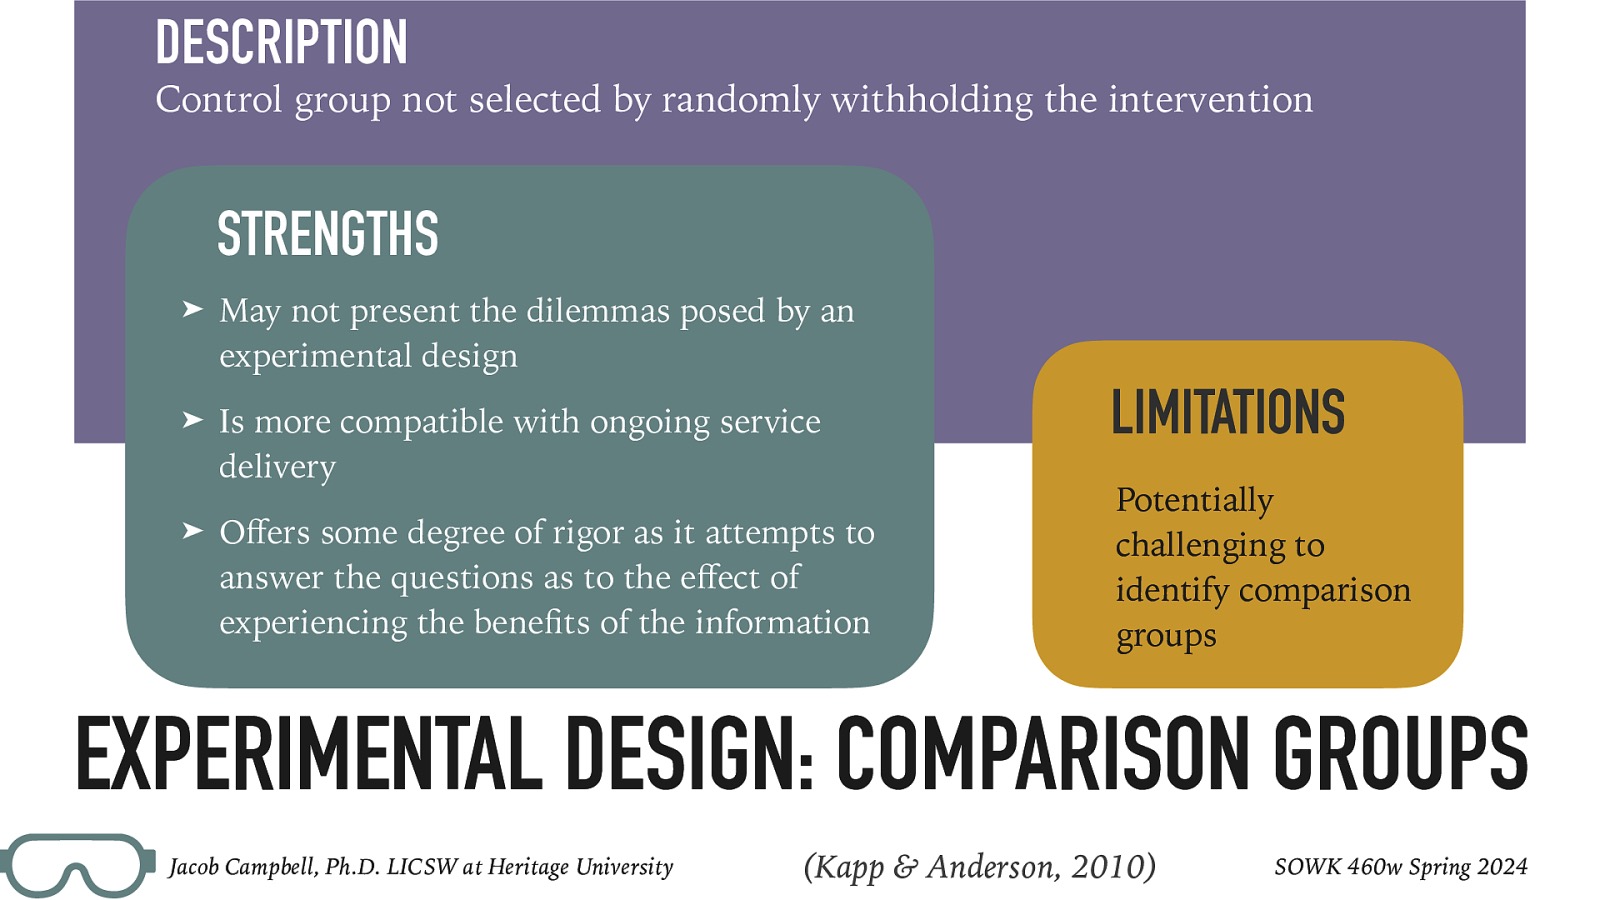 DESCRIPTION
Control group not selected by randomly withholding the intervention
STRENGTHS
➤ May not present the dilemmas posed by an
experimental design
➤ Is more compatible with ongoing service
delivery
➤ Offers some degree of rigor as it attempts to
answer the questions as to the effect of
experiencing the benefits of the information
LIMITATIONS
Potentially
challenging to
identify comparison
groups
EXPERIMENTAL DESIGN: COMPARISON GROUPS
Jacob Campbell, Ph.D. LICSW at Heritage University
(Kapp & Anderson, 2010)
SOWK 460w Spring 2024